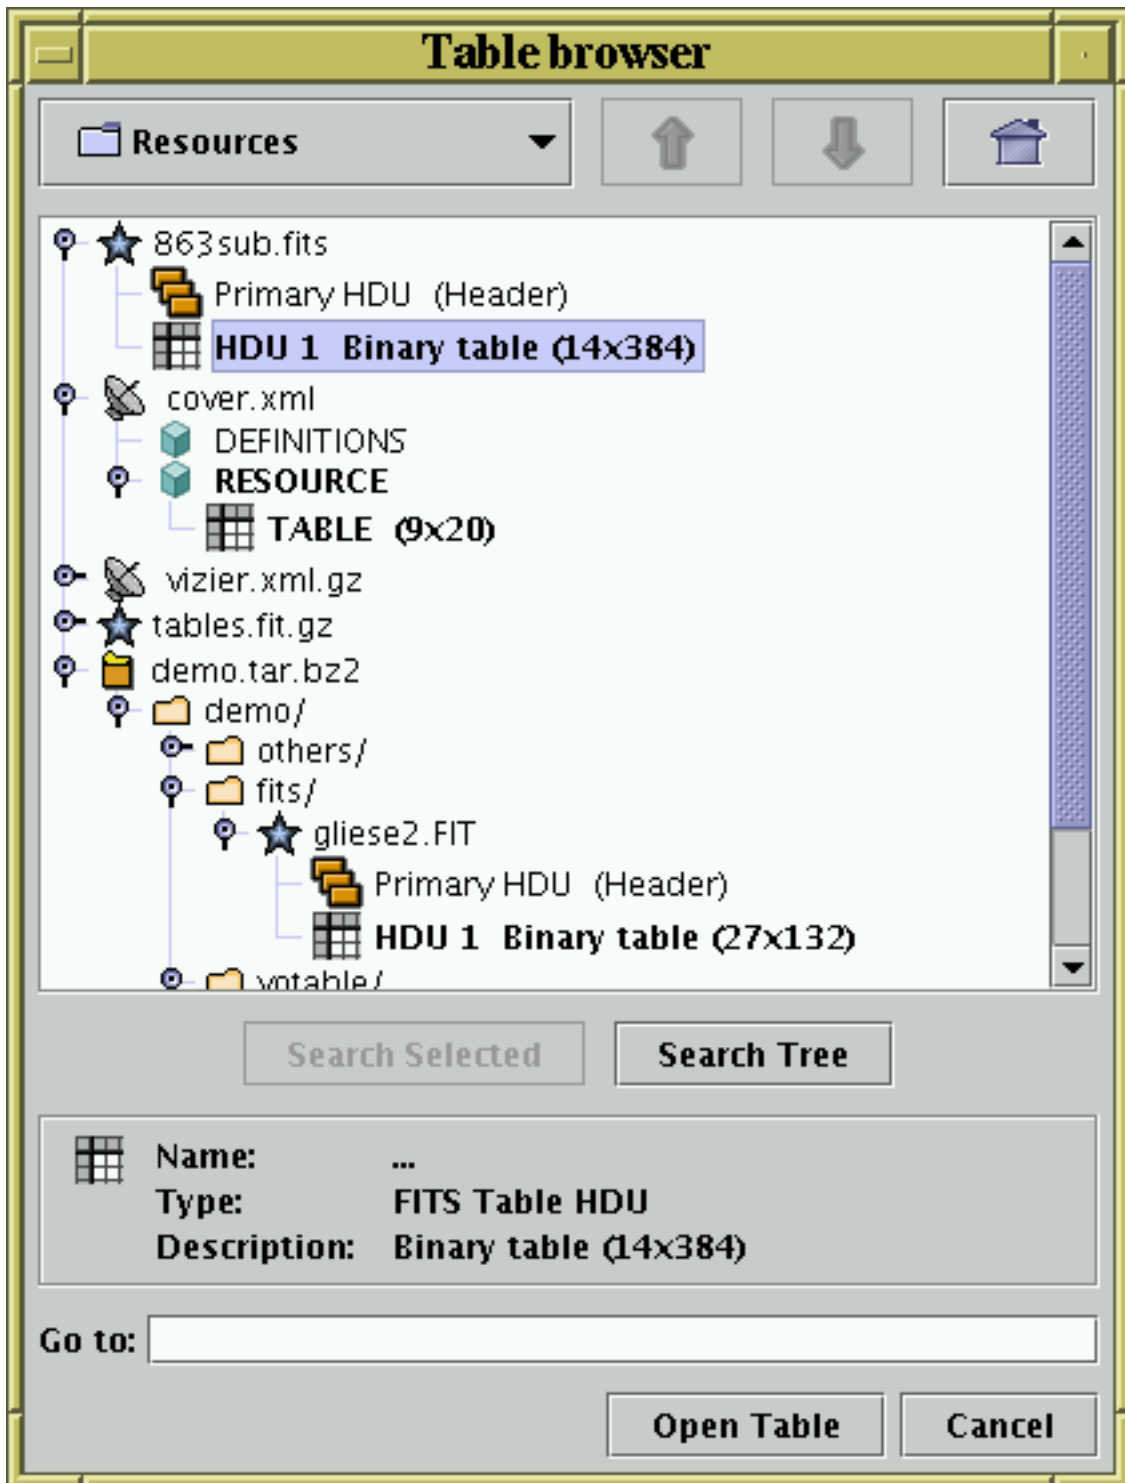 Table browser
Resources
863sub.fits
Primary HDU (Header)
HDU 1 Binary table (14x384)
cover.xml
DEFINITIONS
RESOURCE
TABLE (9x20)
vizier.xml.gz
tables.fit.gz
demo.tar.bz2
demo/
others/
fits/
gliese2.FIT
Primary HDU (Header)
HDU 1 Binary table (27x132)
votable/
Search Selected Search Tree
Name: ...
Type: FITS Table HDU
Description: Binary table (14x384)
Go to:
Open Table Cancel